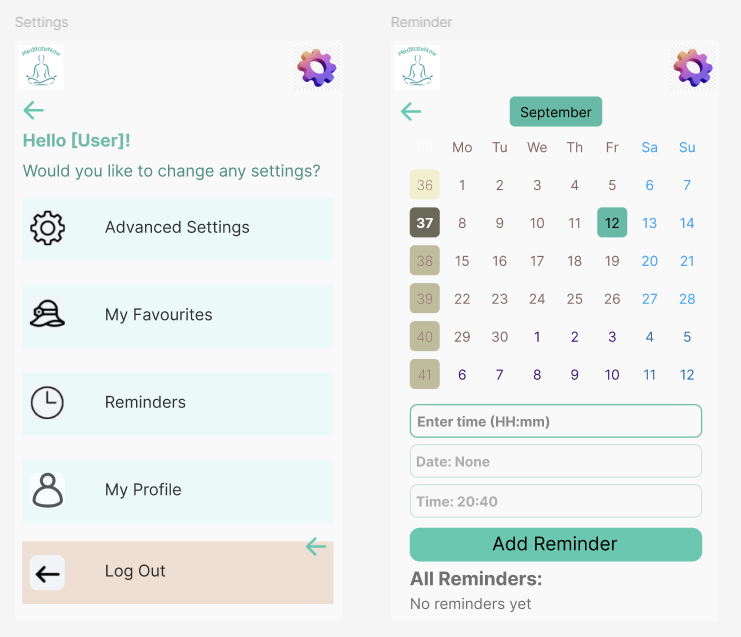 Settings
MeditateNow
Hello [User]!
Would you like to change any settings?
Advanced Settings
My Favourites
Reminders
My Profile
Log Out
Reminder
MeditateNow
September
Mo Tu We Th Fr Sa Su
36 1 2 3 4 5 6 7
37 8 9 10 11 12 13 14
38 15 16 17 18 19 20 21
39 22 23 24 25 26 27 28
40 29 30 1 2 3 4 5
41 6 7 8 9 10 11 12
Enter time (HH:mm)
Date: None
Time: 20:40
Add Reminder
All Reminders:
No reminders yet